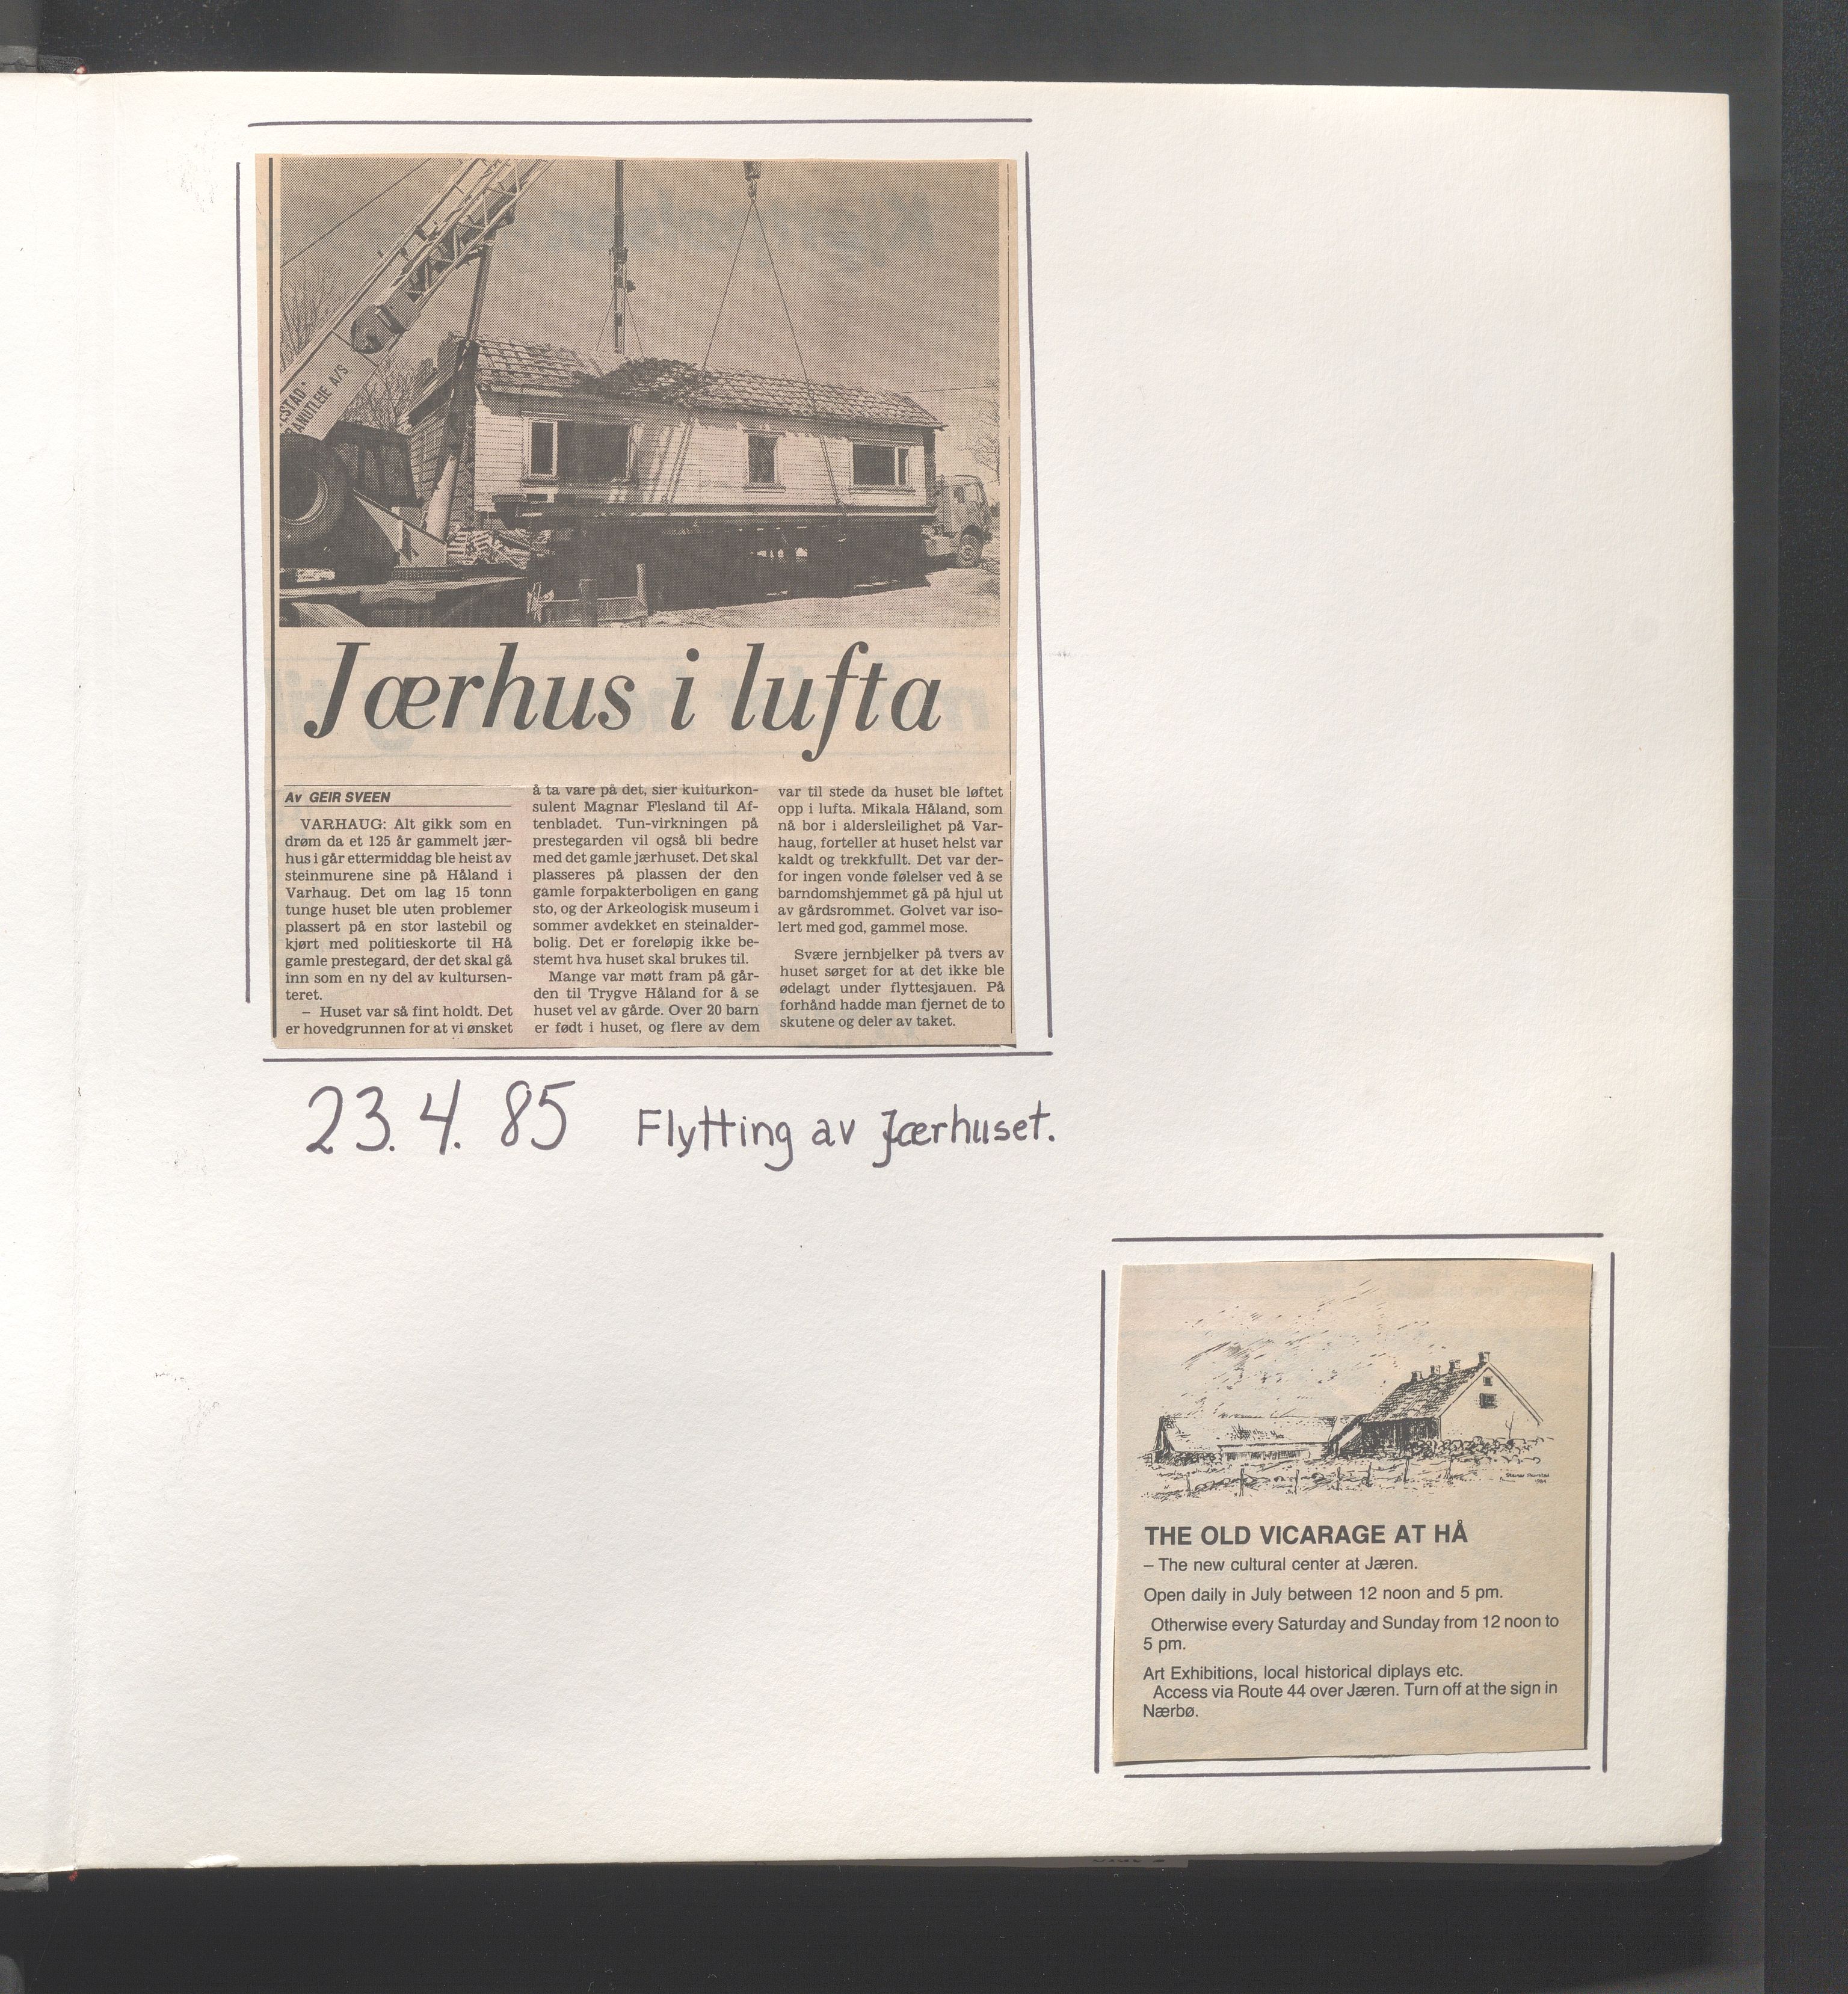 ESTAD
RANUTLEIE A/S
Jærhus i lufta
Av GEIR SVEEN
VARHAUG: Alt gikk som en
drøm da et 125 år gammelt jær-
hus i går ettermiddag ble heist av
steinmurene sine på Håland i
Varhaug. Det om lag 15 tonn
tunge huset ble uten problemer
plassert på en stor lastebil og
kjørt med politieskorte til Hå
gamle prestegard, der det skal gå
inn som en ny del av kultursen-
teret.
– Huset var så fint holdt. Det
er hovedgrunnen for at vi ønsket
å ta vare på det, sier kulturkon-
sulent Magnar Flesland til Af-
tenbladet. Tun-virkningen på
prestegarden vil også bli bedre
med det gamle jærhuset. Det skal
plasseres på plassen der den
gamle forpakterboligen en gang
sto, og der Arkeologisk museum i
sommer avdekket en steinalder-
bolig. Det er foreløpig ikke be-
stemt hva huset skal brukes til.
Mange var møtt fram på går-
den til Trygve Håland for å se
huset vel av gårde. Over 20 barn
er født i huset, og flere av dem
var til stede da huset ble løftet
opp i lufta. Mikala Håland, som
nå bor i aldersleilighet på Var-
haug, forteller at huset helst var
kaldt og trekkfullt. Det var der-
for ingen vonde følelser ved å se
barndomshjemmet gå på hjul ut
av gårdsrommet. Golvet var iso-
lert med god, gammel mose.
Svære jernbjelker på tvers av
huset sørget for at det ikke ble
ødelagt under flyttesjauen. På
forhånd hadde man fjernet de to
skutene og deler av taket.
23.4.85 Flytting av Jærhuset.
THE OLD VICARAGE AT HÅ
– The new cultural center at Jæren.
Open daily in July between 12 noon and 5 pm.
Otherwise every Saturday and Sunday from 12 noon to
5 pm.
Art Exhibitions, local historical diplays etc.
Access via Route 44 over Jæren. Turn off at the sign in
Nærbø.